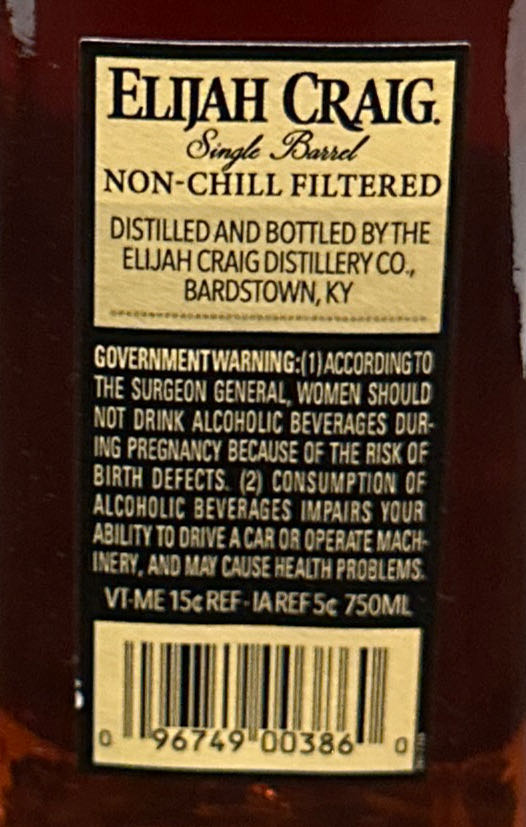 ELIJAH CRAIG.
Single Barrel
NON-CHILL FILTERED
DISTILLED AND BOTTLED BY THE
ELIJAH CRAIG DISTILLERY CO.,
BARDSTOWN, KY
GOVERNMENT WARNING: (1) ACCORDING TO
THE SURGEON GENERAL, WOMEN SHOULD
NOT DRINK ALCOHOLIC BEVERAGES DUR-
ING PREGNANCY BECAUSE OF THE RISK OF
BIRTH DEFECTS. (2) CONSUMPTION OF
ALCOHOLIC BEVERAGES IMPAIRS YOUR
ABILITY TO DRIVE A CAR OR OPERATE MACH-
INERY, AND MAY CAUSE HEALTH PROBLEMS.
VT-ME 15¢ REF - IA REF 5¢ 750ML
0 96749 00386 0